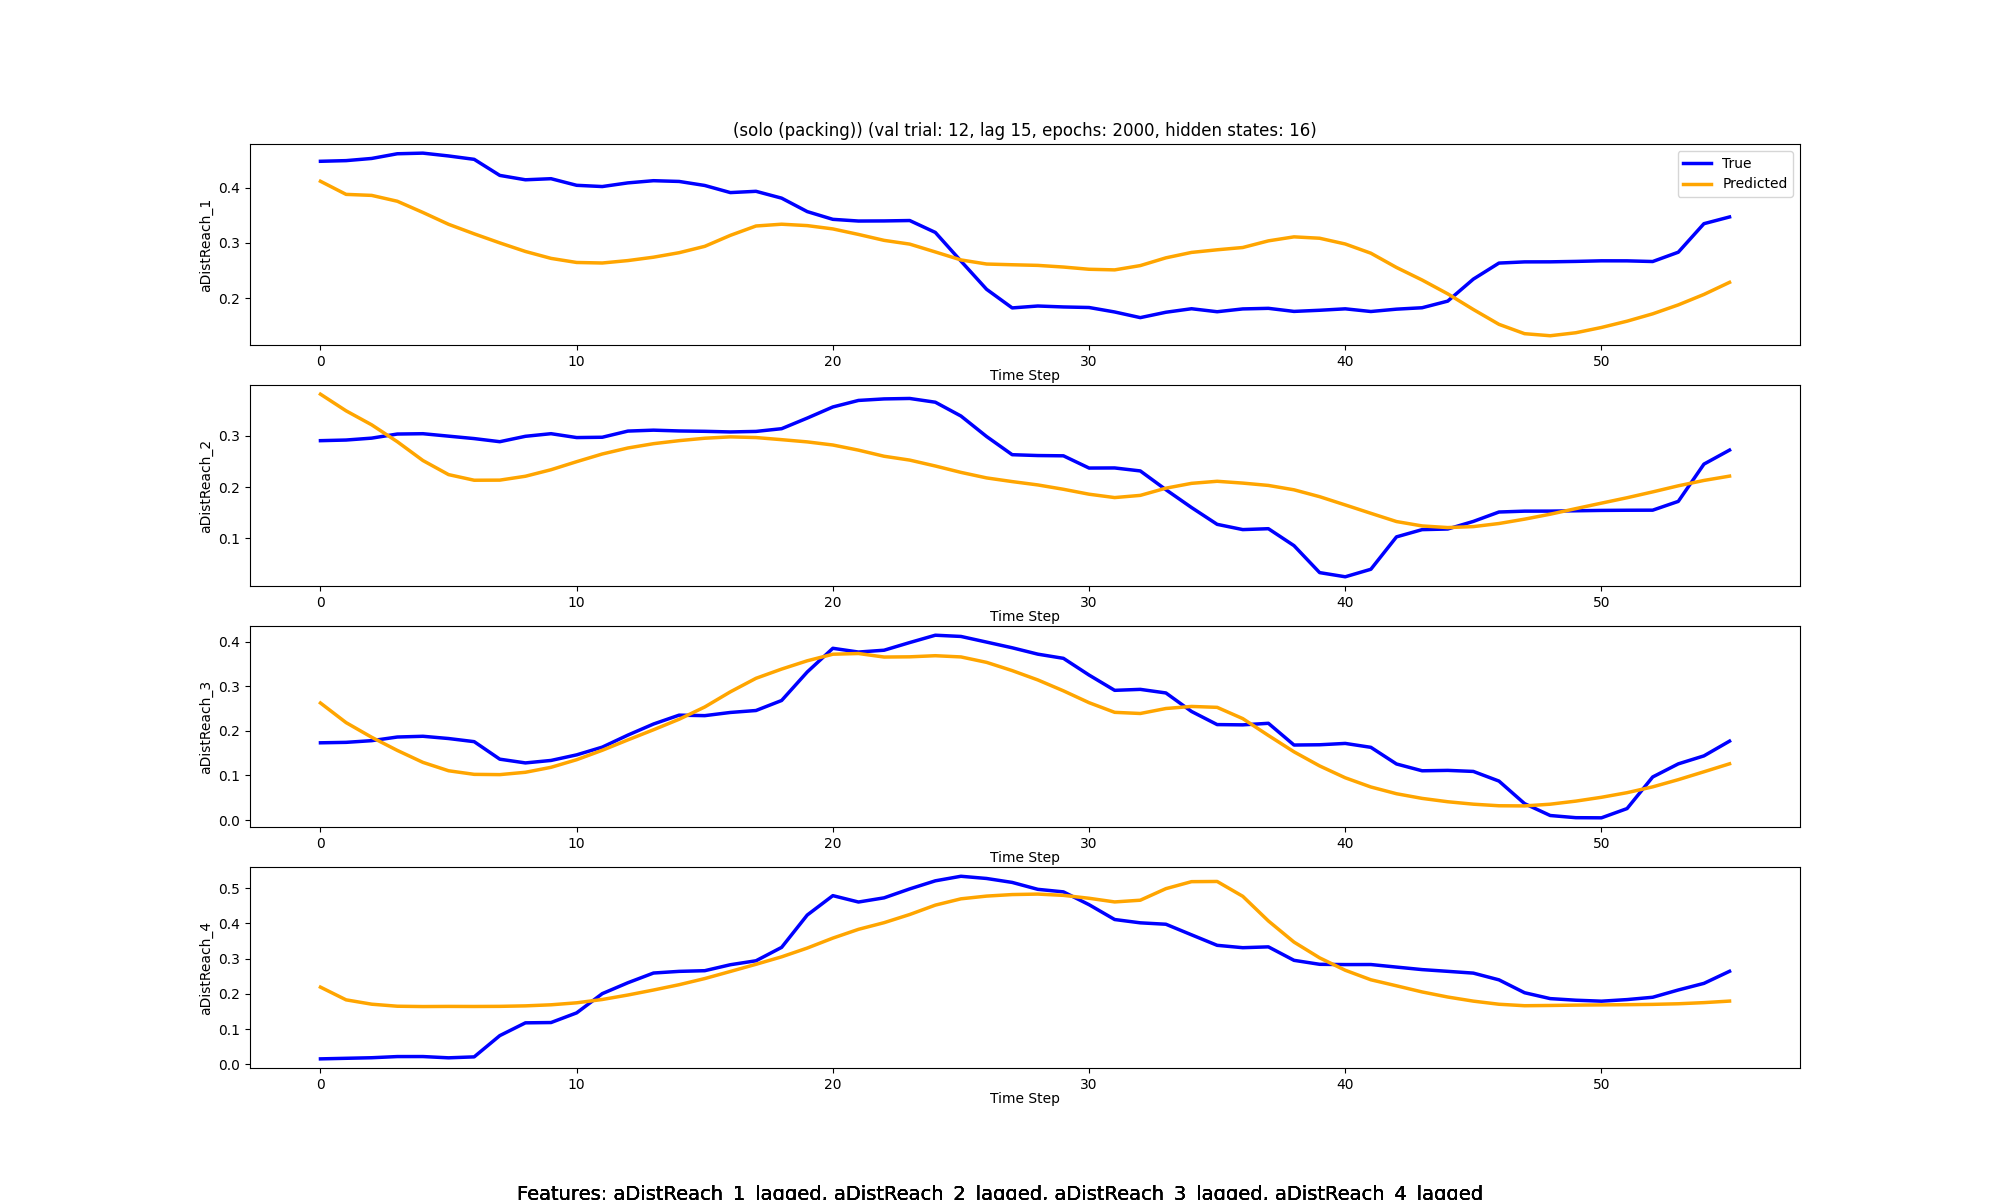 (solo (packing)) (val trial: 12, lag 15, epochs: 2000, hidden states: 16)
True
Predicted
aDistReach_1
0.4
0.3
0.2
0 10 20 30 40 50
Time Step
aDistReach_2
0.3
0.2
0.1
0 10 20 30 40 50
Time Step
aDistReach_3
0.4
0.3
0.2
0.1
0.0
0 10 20 30 40 50
Time Step
aDistReach_4
0.5
0.4
0.3
0.2
0.1
0.0
0 10 20 30 40 50
Time Step
Features: aDistReach_1_lagged, aDistReach_2_lagged, aDistReach_3_lagged, aDistReach_4_lagged